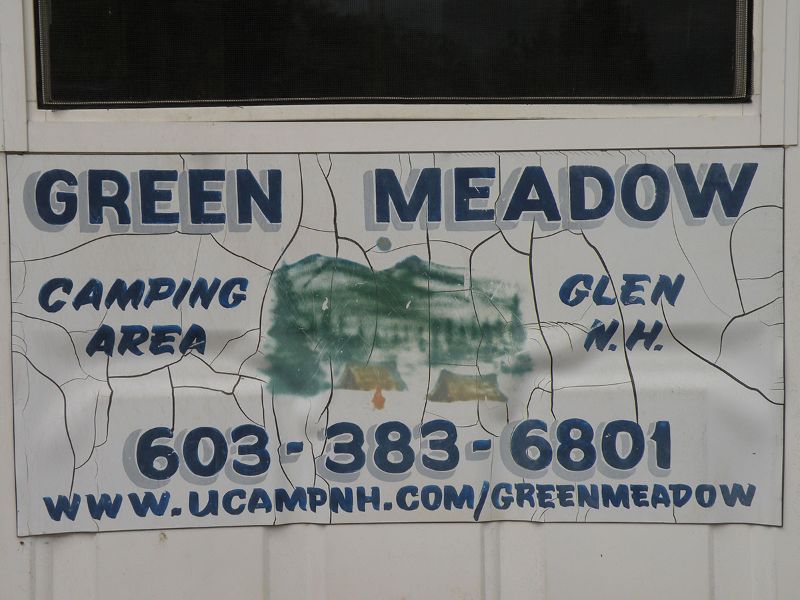 GREEN MEADOW
CAMPING AREA
GLEN N.H.
603-383-6801
WWW.UCAMPNH.COM/GREENMEADOW